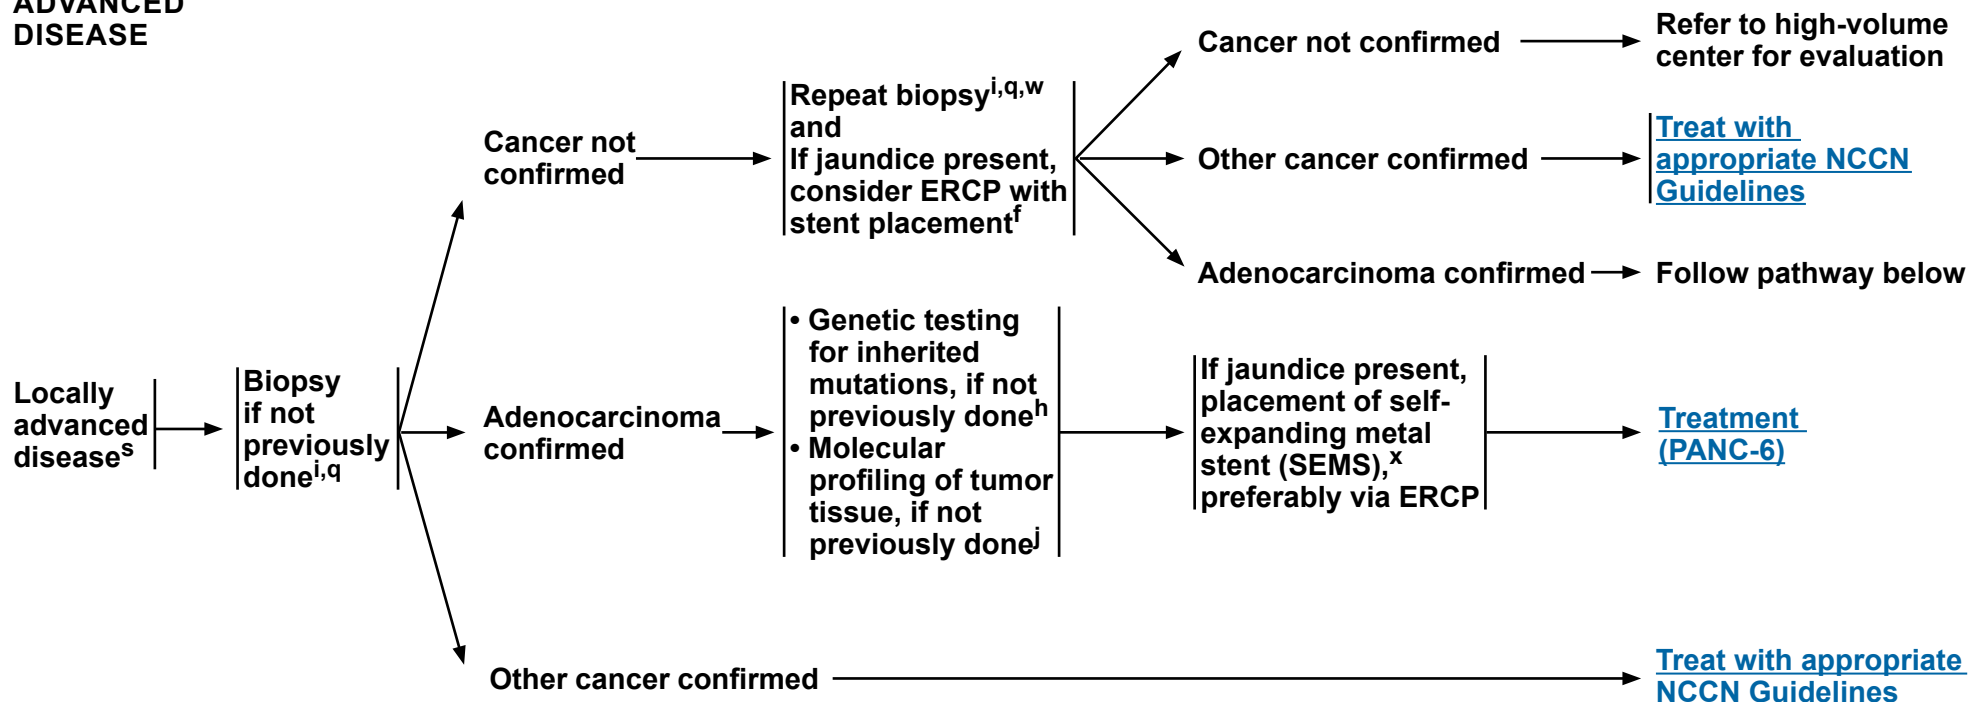 ADVANCED
DISEASE
Cancer not confirmed
Refer to high-volume
center for evaluation
Repeat biopsyi,q,w
and
If jaundice present,
consider ERCP with
stent placementf
Cancer not
confirmed
Other cancer confirmed
Treat with
appropriate NCCN
Guidelines
Adenocarcinoma confirmed
Follow pathway below
Locally
advanced
diseases
Biopsy
if not
previously
donei,q
Adenocarcinoma
confirmed
• Genetic testing
for inherited
mutations, if not
previously doneh
• Molecular
profiling of tumor
tissue, if not
previously donej
If jaundice present,
placement of self-
expanding metal
stent (SEMS),x
preferably via ERCP
Treatment
(PANC-6)
Other cancer confirmed
Treat with appropriate
NCCN Guidelines